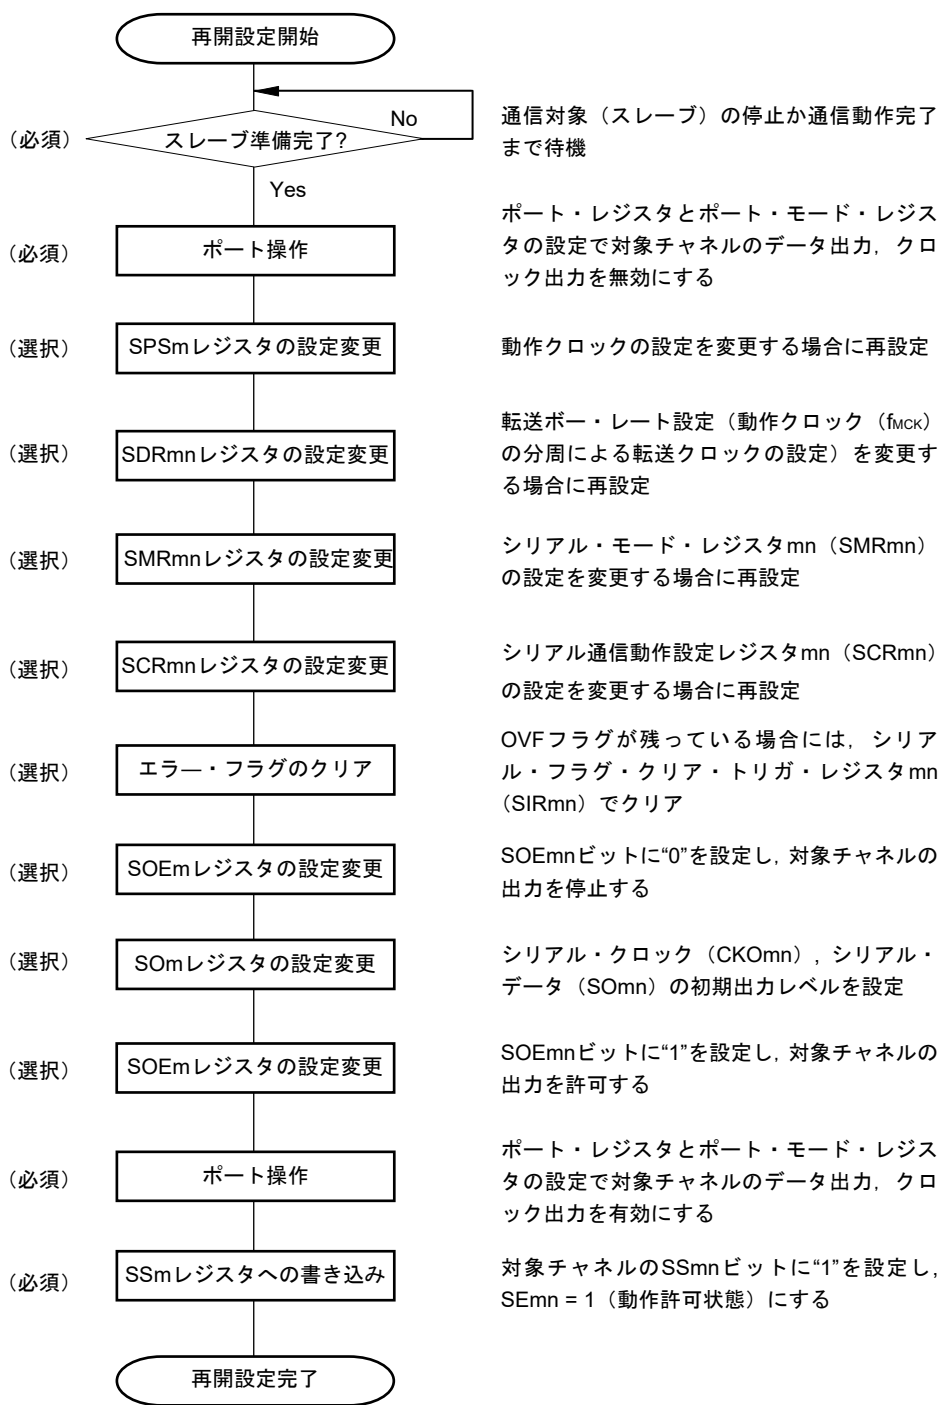 再開設定開始
No
(必須)
スレーブ準備完了?
通信対象（スレーブ）の停止か通信動作完了
まで待機
Yes
(必須)
ポート操作
ポート・レジスタとポート・モード・レジス
タの設定で対象チャネルのデータ出力，クロ
ック出力を無効にする
（選択）
SPSmレジスタの設定変更
動作クロックの設定を変更する場合に再設定
（選択）
SDRmnレジスタの設定変更
転送ボー・レート設定（動作クロック（fMCK）
の分周による転送クロックの設定）を変更す
る場合に再設定
（選択）
SMRmnレジスタの設定変更
シリアル・モード・レジスタmn（SMRmn）
の設定を変更する場合に再設定
（選択）
SCRmnレジスタの設定変更
シリアル通信動作設定レジスタmn（SCRmn）
の設定を変更する場合に再設定
（選択）
エラ―・フラグのクリア
OVFフラグが残っている場合には，シリア
ル・フラグ・クリア・トリガ・レジスタmn
（SIRmn）でクリア
（選択）
SOEmレジスタの設定変更
SOEmnビットに“0”を設定し，対象チャネルの
出力を停止する
（選択）
SOmレジスタの設定変更
シリアル・クロック（CKOmn）, シリアル・
データ（SOmn）の初期出力レベルを設定
（選択）
SOEmレジスタの設定変更
SOEmnビットに“1”を設定し，対象チャネルの
出力を許可する
(必須)
ポート操作
ポート・レジスタとポート・モード・レジス
タの設定で対象チャネルのデータ出力，クロ
ック出力を有効にする
(必須)
SSmレジスタへの書き込み
対象チャネルのSSmnビットに“1”を設定し，
SEmn = 1（動作許可状態）にする
再開設定完了